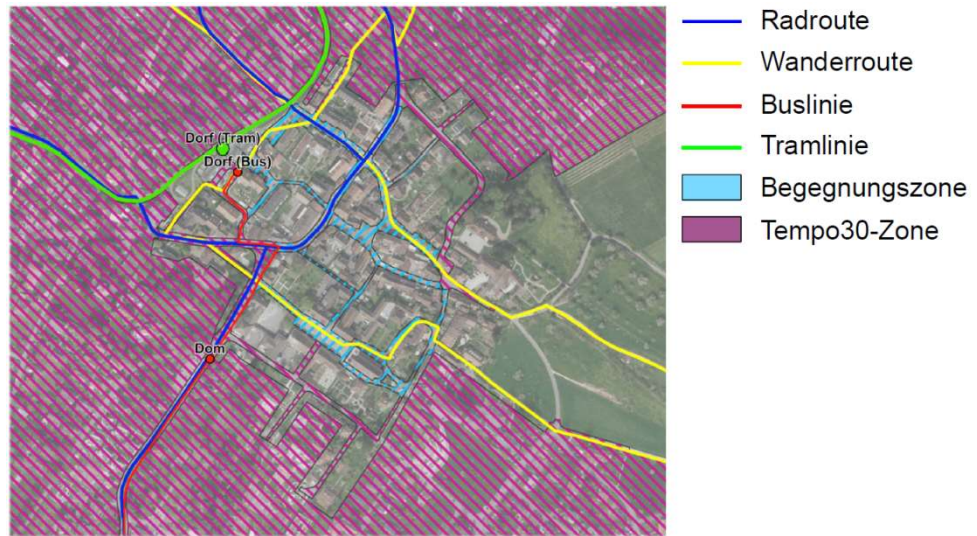 Radroute
Wanderroute
Buslinie
Tramlinie
Begegnungszone
Tempo30-Zone
Dorf (Tram)
Dorf (Bus)
Dom